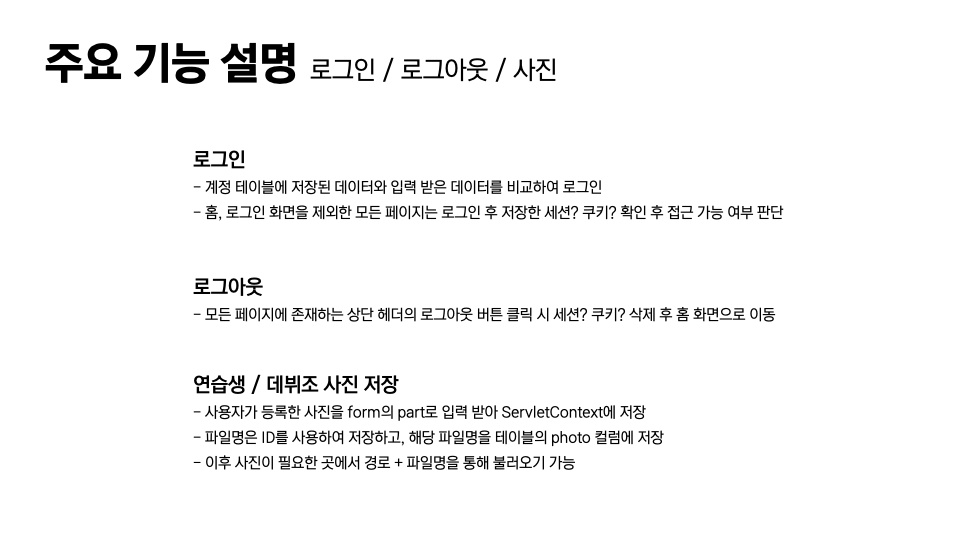 주요 기능 설명 로그인 / 로그아웃 / 사진
로그인
- 계정 테이블에 저장된 데이터와 입력 받은 데이터를 비교하여 로그인
- 홈, 로그인 화면을 제외한 모든 페이지는 로그인 후 저장한 세션? 쿠키? 확인 후 접근 가능 여부 판단
로그아웃
- 모든 페이지에 존재하는 상단 헤더의 로그아웃 버튼 클릭 시 세션? 쿠키? 삭제 후 홈 화면으로 이동
연습생 / 데뷔조 사진 저장
- 사용자가 등록한 사진을 form의 part로 입력 받아 ServletContext에 저장
- 파일명은 ID를 사용하여 저장하고, 해당 파일명을 테이블의 photo 컬럼에 저장
- 이후 사진이 필요한 곳에서 경로 + 파일명을 통해 불러오기 가능